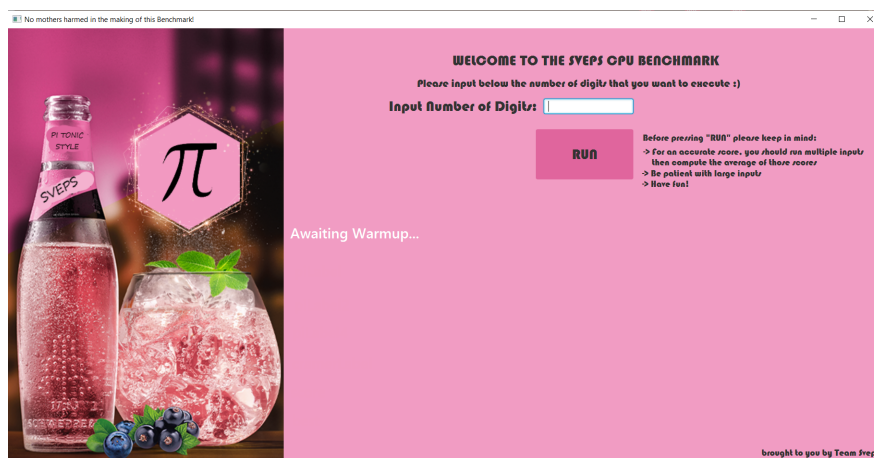 No mothers harmed in the making of this Benchmark!
WELCOME TO THE SVEPS CPU BENCHMARK
Please input below the number of digits that you want to execute :)
Input Number of Digits:
RUN
Before pressing "RUN" please keep in mind:
-> For an accurate score, you should run multiple inputs
then compute the average of those scores
-> Be patient with large inputs
-> Have fun!
Awaiting Warmup...
PI TONIC
STYLE
SVEPS
π
brought to you by Team Svep